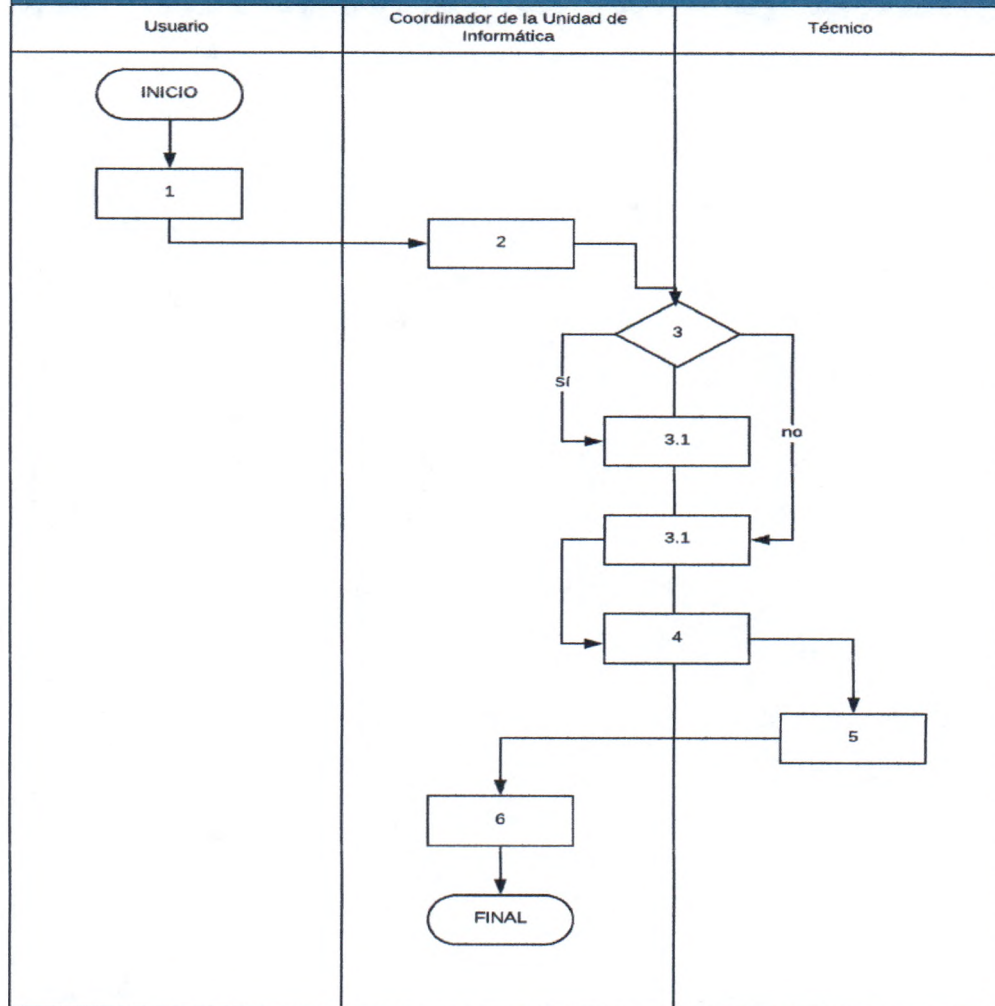 Usuario
Coordinador de la Unidad de
Informática
Técnico
INICIO
1
2
3
sí
3.1
no
3.1
4
5
6
FINAL